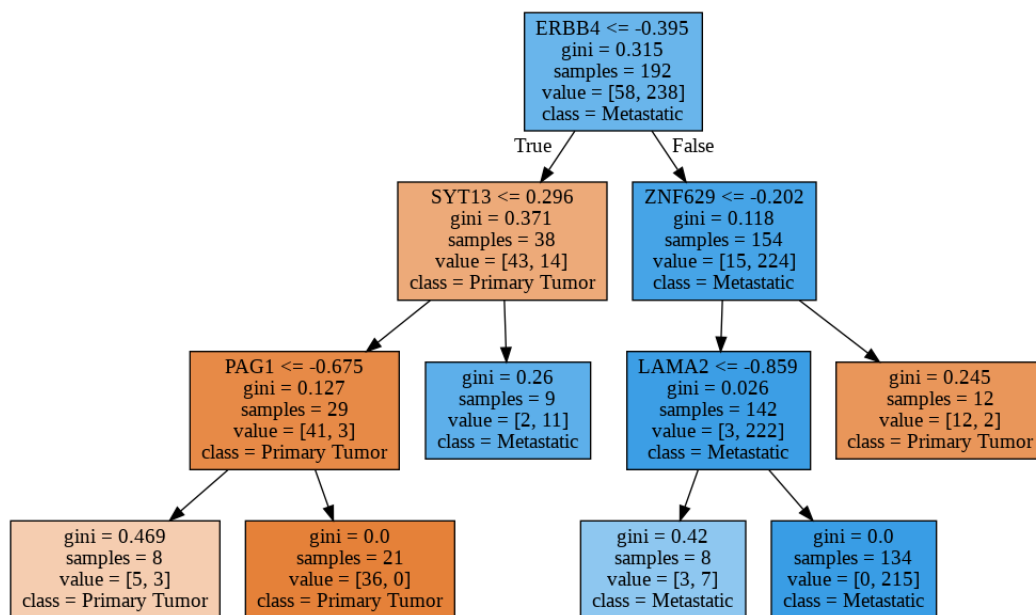 ERBB4 <= -0.395
gini = 0.315
samples = 192
value = [58, 238]
class = Metastatic
True
False
SYT13 <= 0.296
gini = 0.371
samples = 38
value = [43, 14]
class = Primary Tumor
ZNF629 <= -0.202
gini = 0.118
samples = 154
value = [15, 224]
class = Metastatic
PAG1 <= -0.675
gini = 0.127
samples = 29
value = [41, 3]
class = Primary Tumor
gini = 0.26
samples = 9
value = [2, 11]
class = Metastatic
LAMA2 <= -0.859
gini = 0.026
samples = 142
value = [3, 222]
class = Metastatic
gini = 0.245
samples = 12
value = [12, 2]
class = Primary Tumor
gini = 0.469
samples = 8
value = [5, 3]
class = Primary Tumor
gini = 0.0
samples = 21
value = [36, 0]
class = Primary Tumor
gini = 0.42
samples = 8
value = [3, 7]
class = Metastatic
gini = 0.0
samples = 134
value = [0, 215]
class = Metastatic